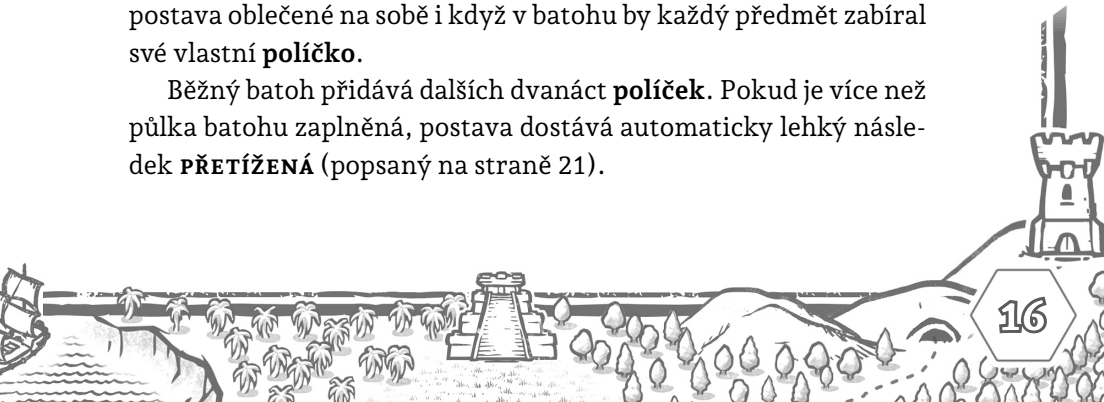 postava oblečené na sobě i když v batohu by každý předmět zabíral
své vlastní políčko.
Běžný batoh přidává dalších dvanáct políček. Pokud je více než
půlka batohu zaplněná, postava dostává automaticky lehký násle-
dek PŘETÍŽENÁ (popsaný na straně 21).
16